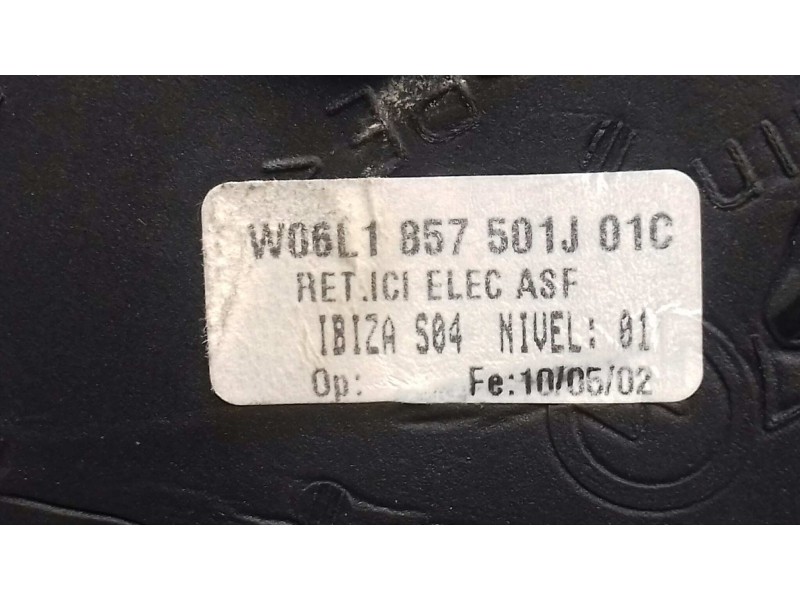 W06L1 857 501J 01C
RET.ICI ELEC ASF
IBIZA S04 NIVEL: 01
Op: Fe:10/05/02